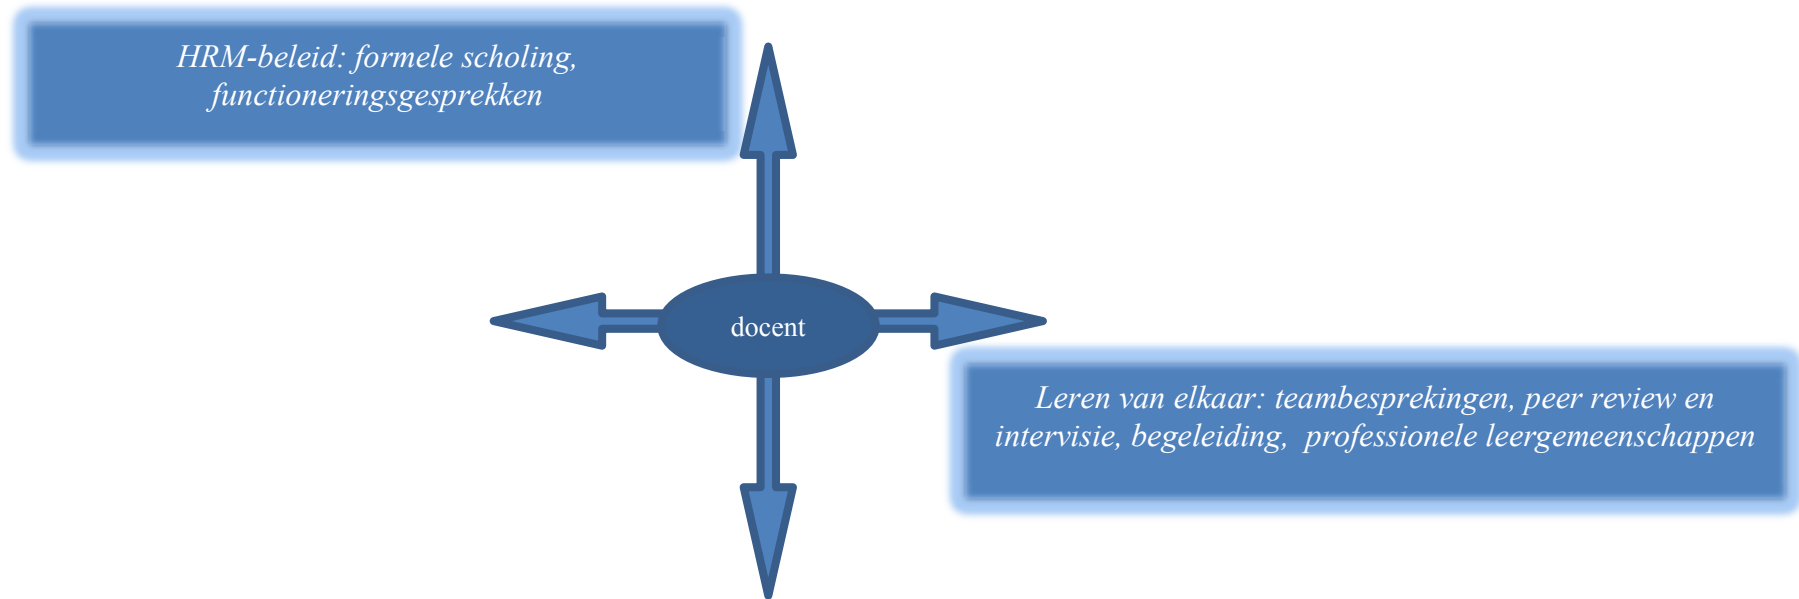 HRM-beleid: formele scholing,
functioneringsgesprekken
docent
Leren van elkaar: teambesprekingen, peer review en
intervisie, begeleiding,  professionele leergemeenschappen